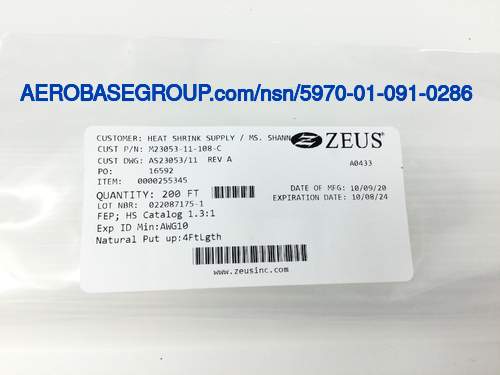 AEROBASEGROUP.com/nsn/5970-01-091-0286
CUSTOMER: HEAT SHRINK SUPPLY / MS. SHANN
ZEUS®
CUST P/N: M23053-11-108-C
CUST DWG: AS23053/11 REV A
A0433
PO: 16592
ITEM: 0000255345
QUANTITY: 200 FT
DATE OF MFG: 10/09/20
LOT NBR: 022087175-1
EXPIRATION DATE: 10/08/24
FEP; HS Catalog 1.3:1
Exp ID Min:AWG10
Natural Put up:4FtLgth
www.zeusinc.com